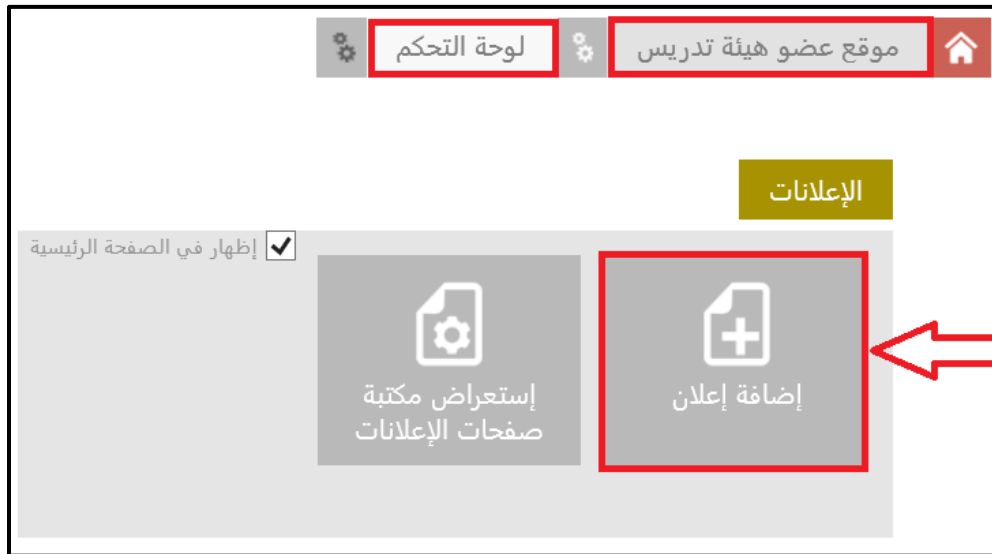 موقع عضو هيئة تدريس
لوحة التحكم
الإعلانات
إظهار في الصفحة الرئيسية
إضافة إعلان
إستعراض مكتبة
صفحات الإعلانات